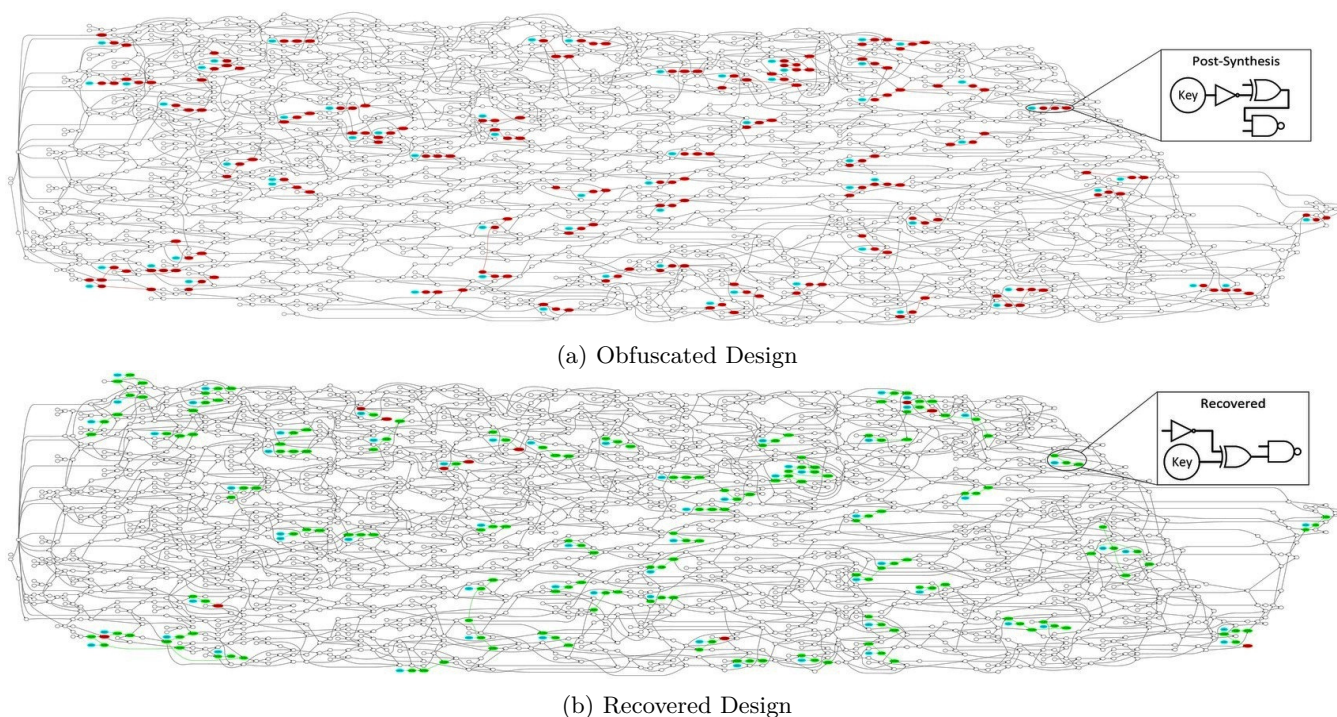 Post-Synthesis
Key
(a) Obfuscated Design
Recovered
Key
(b) Recovered Design